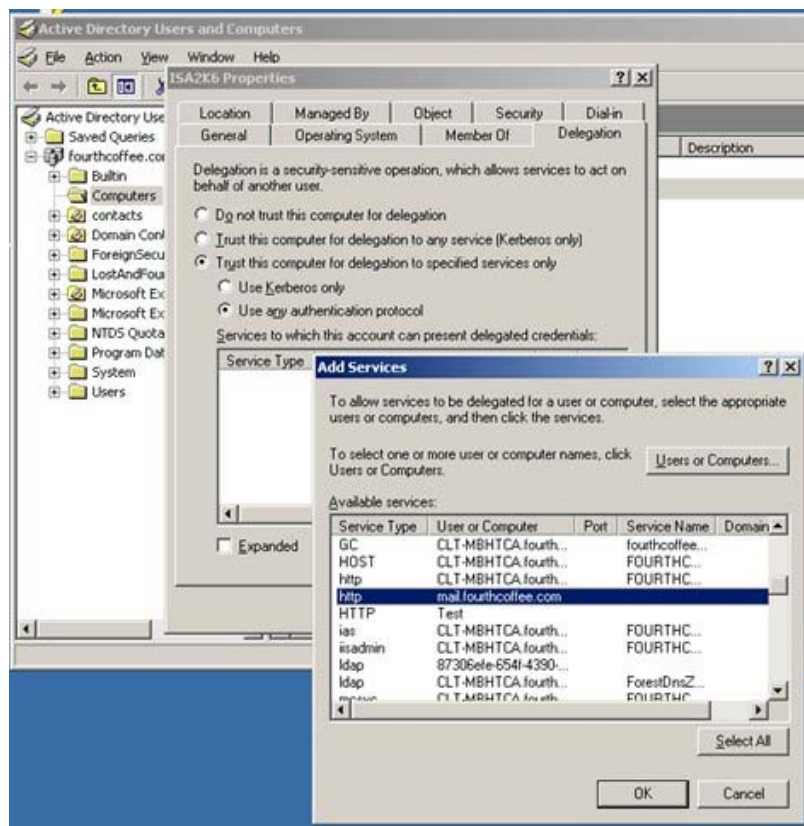 Active Directory Users and Computers
File Action View Window Help
ISA2K6 Properties
Location Managed By Object Security Dial-in
General Operating System Member Of Delegation
Delegation is a security-sensitive operation, which allows services to act on
behalf of another user.
Do not trust this computer for delegation
Trust this computer for delegation to any service (Kerberos only)
Trust this computer for delegation to specified services only
Use Kerberos only
Use any authentication protocol
Services to which this account can present delegated credentials:
Service Type
Expanded
Active Directory Use
Saved Queries
fourthcoffee.co
Builtin
Computers
contacts
Domain Cont
ForeignSecu
LostAndFou
Microsoft Ex
Microsoft Ex
NTDS Quota
Program Dat
System
Users
Description
Add Services
To allow services to be delegated for a user or computer, select the appropriate
users or computers, and then click the services.
To select one or more user or computer names, click
Users or Computers.
Users or Computers...
Available services:
Service Type User or Computer Port Service Name Domain
GC CLT-MBHTCA.fourth... fourthcoffee...
HOST CLT-MBHTCA.fourth... FOURTHC...
http CLT-MBHTCA.fourth... FOURTHC...
http mail.fourthcoffee.com
HTTP Test
ias CLT-MBHTCA.fourth... FOURTHC...
iisadmin CLT-MBHTCA.fourth... FOURTHC...
ldap 87306efe-654f-4390-...
ldap CLT-MBHTCA.fourth... ForestDnsZ...
CLT-MBHTCA.fourth... FOURTHC...
Select All
OK Cancel